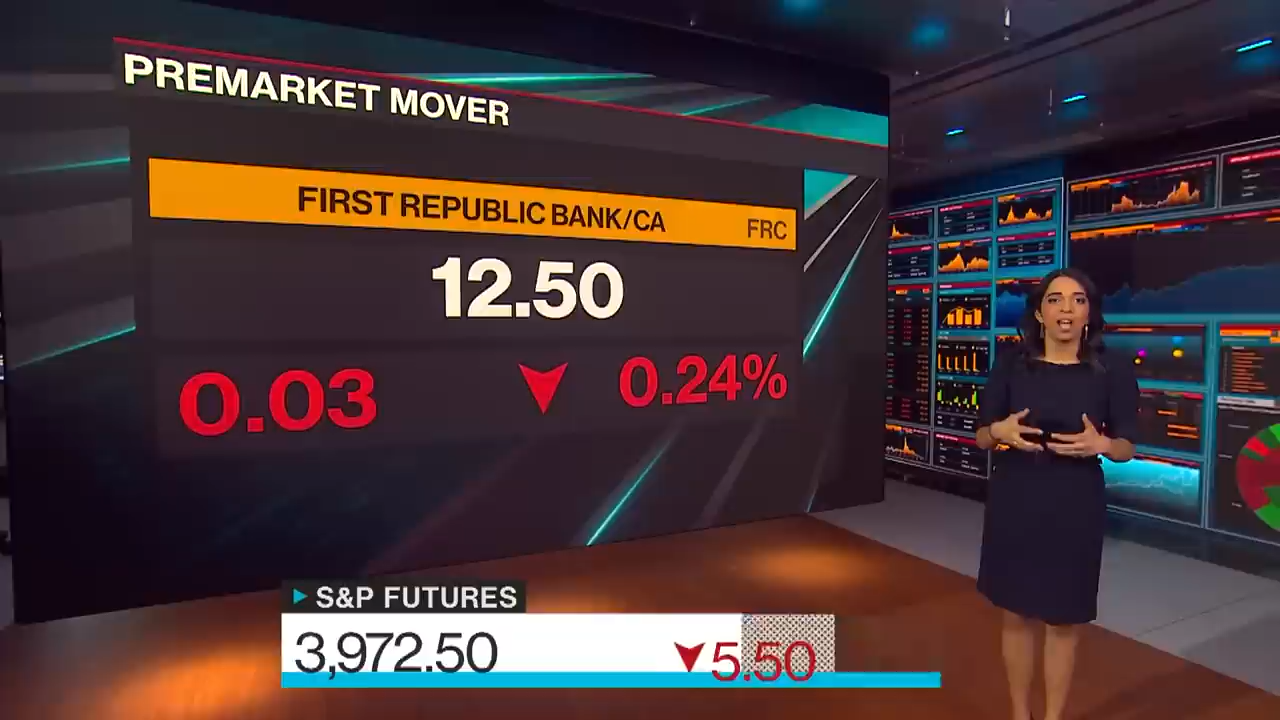 PREMARKET MOVER
FIRST REPUBLIC BANK/CA FRC
12.50
0.03 0.24%
S&P FUTURES
3,972.50 5.50